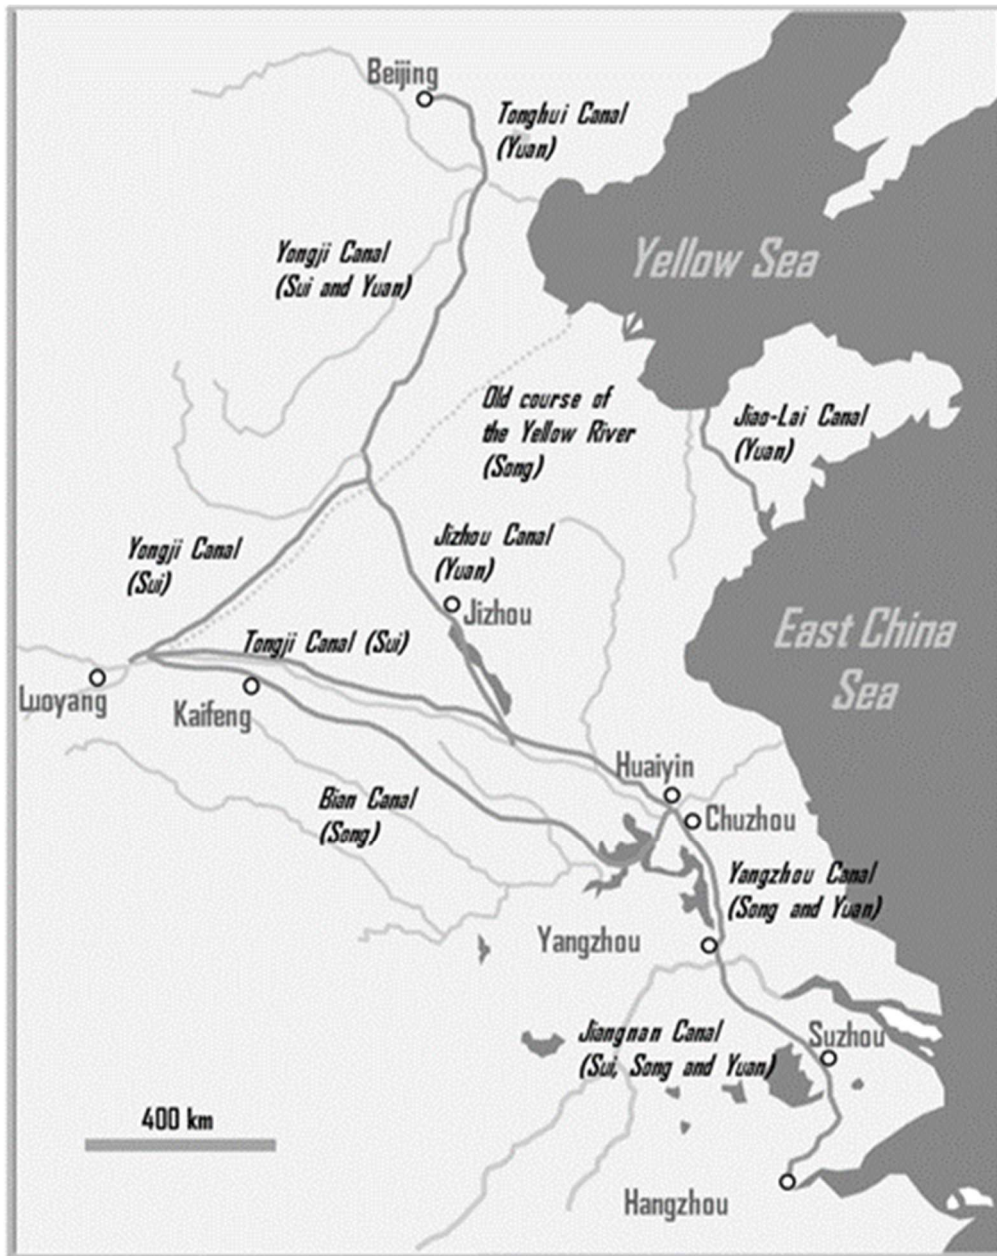 Beijing
Tonghui Canal
(Yuan)
Yongji Canal
(Sui and Yuan)
Yellow Sea
Old course of
the Yellow River
(Song)
Jiao-Lai Canal
(Yuan)
Yongji Canal
(Sui)
Jizhou Canal
(Yuan)
Jizhou
Tongji Canal (Sui)
East China
Sea
Luoyang
Kaifeng
Huaiyin
Bian Canal
(Song)
Chuzhou
Yangzhou Canal
(Song and Yuan)
Yangzhou
Jiangnan Canal
(Sui, Song and Yuan)
Suzhou
400 km
Hangzhou